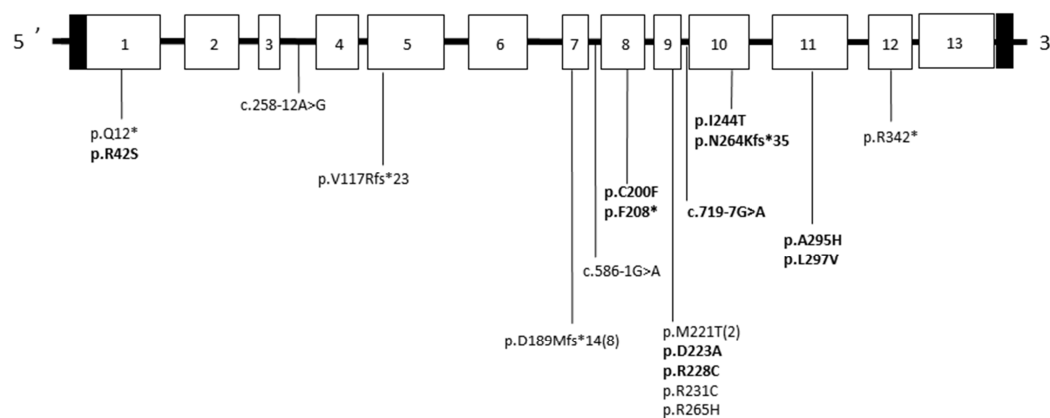 5 ’ 1 2 3 4 5 6 7 8 9 10 11 12 13 3
c.258-12A>G
p.Q12*
p.R42S
p.V117Rfs*23
p.I244T
p.N264Kfs*35
p.R342*
p.C200F
p.F208*
c.719-7G>A
p.A295H
p.L297V
c.586-1G>A
p.D189Mfs*14(8)
p.M221T(2)
p.D223A
p.R228C
p.R231C
p.R265H